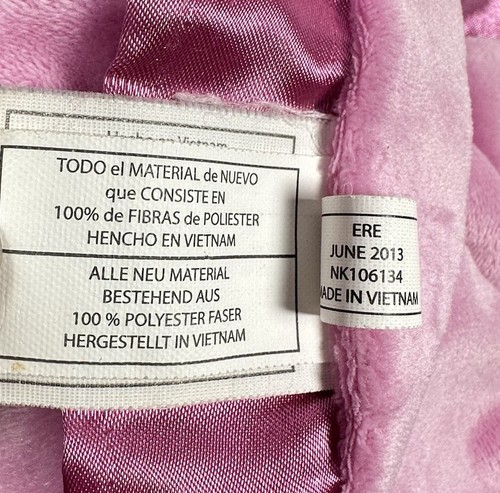 TODO el MATERIAL de NUEVO
que CONSISTE EN
100% de FIBRAS de POLIESTER
HENCHO EN VIETNAM
ALLE NEU MATERIAL
BESTEHEND AUS
100 % POLYESTER FASER
HERGESTELLT IN VIETNAM
ERE
JUNE 2013
NK106134
MADE IN VIETNAM